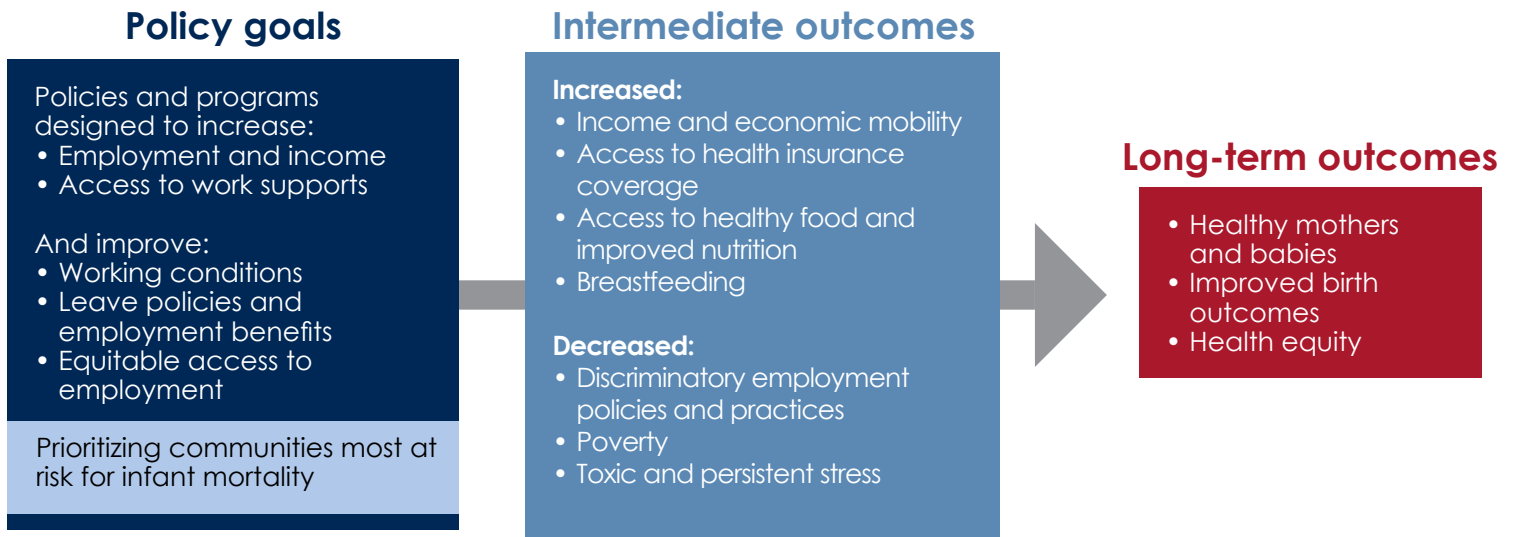 Policy goals
Policies and programs
designed to increase:
• Employment and income
• Access to work supports
And improve:
• Working conditions
• Leave policies and
employment benefits
• Equitable access to
employment
Prioritizing communities most at
risk for infant mortality
Intermediate outcomes
Increased:
• Income and economic mobility
• Access to health insurance
coverage
• Access to healthy food and
improved nutrition
• Breastfeeding
Decreased:
• Discriminatory employment
policies and practices
• Poverty
• Toxic and persistent stress
Long-term outcomes
• Healthy mothers
and babies
• Improved birth
outcomes
• Health equity